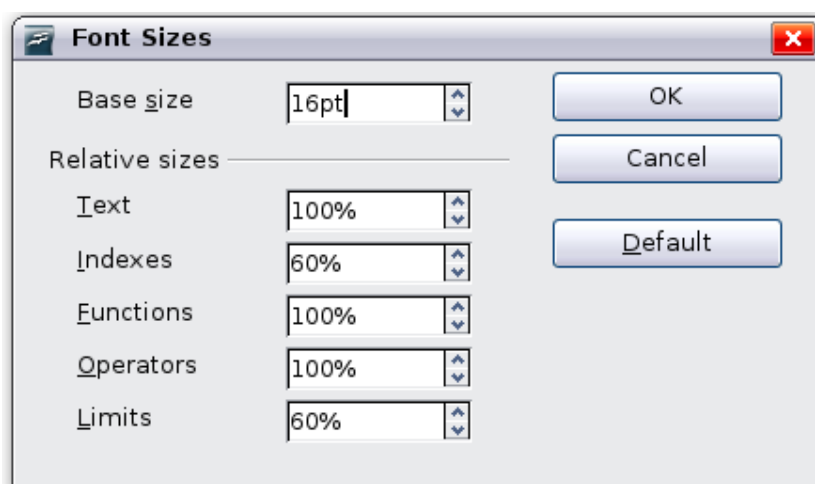 Font Sizes
Base size 16pt OK
Relative sizes Cancel
Text 100%
Default
Indexes 60%
Functions 100%
Operators 100%
Limits 60%